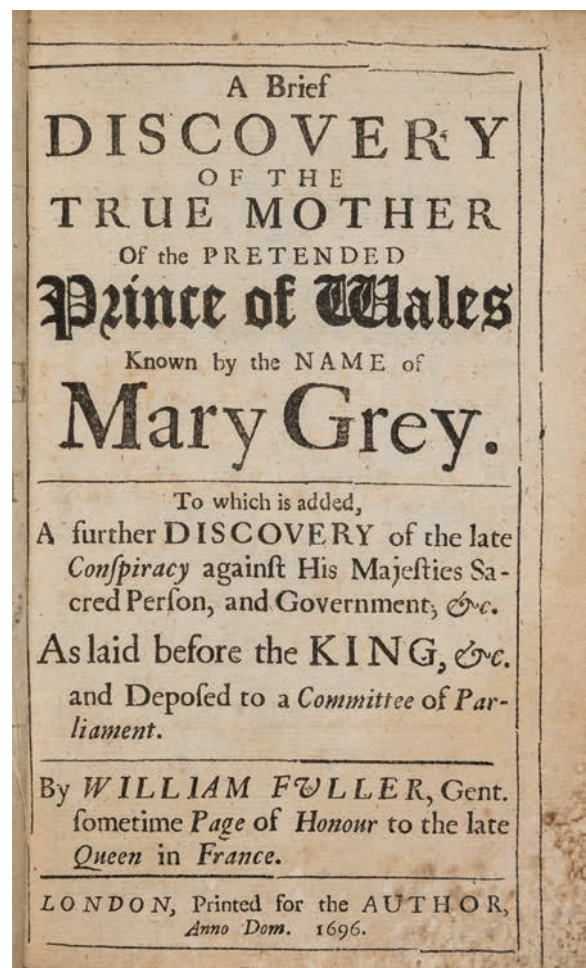 A Brief
DISCOVERY
OF THE
TRUE MOTHER
Of the PRETENDED
Prince of Wales
Known by the NAME of
Mary Grey.
To which is added,
A further DISCOVERY of the late
Conſpiracy againſt His Majeſties Sa-
cred Perſon, and Government, &c.
As laid before the KING, &c.
and Depoſed to a Committee of Par-
liament.
By WILLIAM FULLER, Gent.
ſometime Page of Honour to the late
Queen in France.
LONDON, Printed for the AUTHOR,
Anno Dom. 1696.